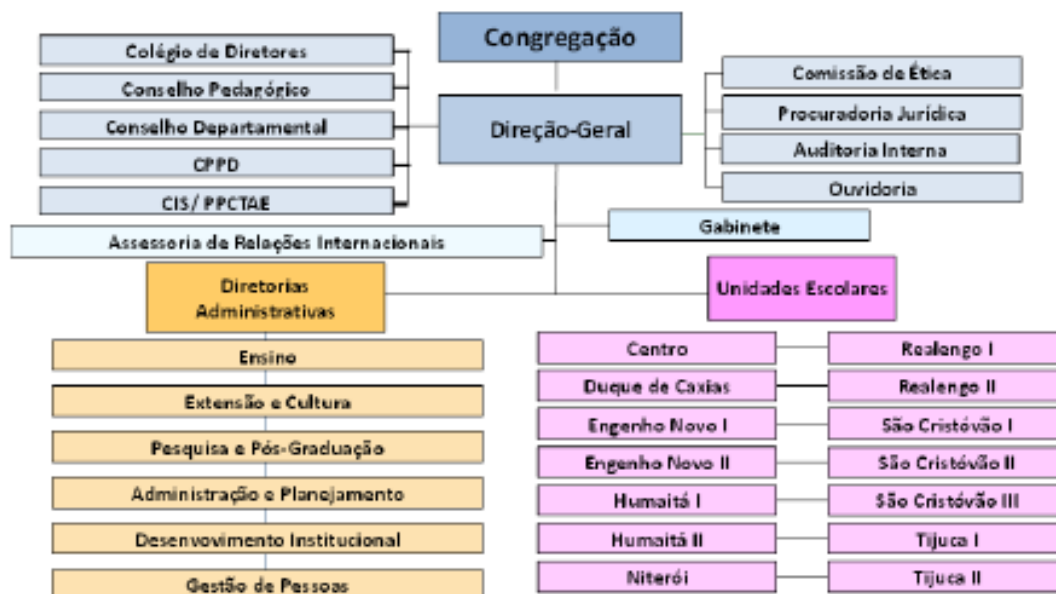 Congregação
Colégio de Diretores
Conselho Pedagógico
Conselho Departamental
CPPD
CIS/ PPCTAE
Direção-Geral
Comissão de Ética
Procuradoria Jurídica
Auditoria Interna
Ouvidoria
Gabinete
Assessoria de Relações Internacionais
Diretorias
Administrativas
Ensino
Extensão e Cultura
Pesquisa e Pós-Graduação
Administração e Planejamento
Desenvovimento Institucional
Gestão de Pessoas
Unidades Escolares
Centro
Realengo I
Duque de Caxias
Realengo II
Engenho Novo I
São Cristóvão I
Engenho Novo II
São Cristóvão II
Humaitá I
São Cristóvão III
Humaitá II
Tijuca I
Niterói
Tijuca II